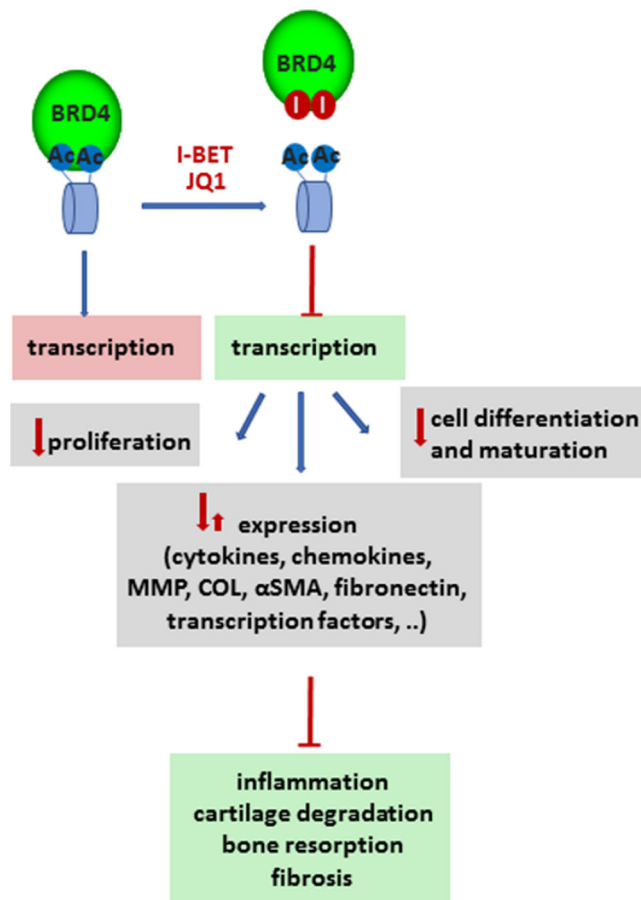 BRD4
I I
BRD4
Ac Ac
I-BET
JQ1
Ac Ac
transcription
transcription
proliferation
cell differentiation
and maturation
expression
(cytokines, chemokines,
MMP, COL, αSMA, fibronectin,
transcription factors, ..)
inflammation
cartilage degradation
bone resorption
fibrosis